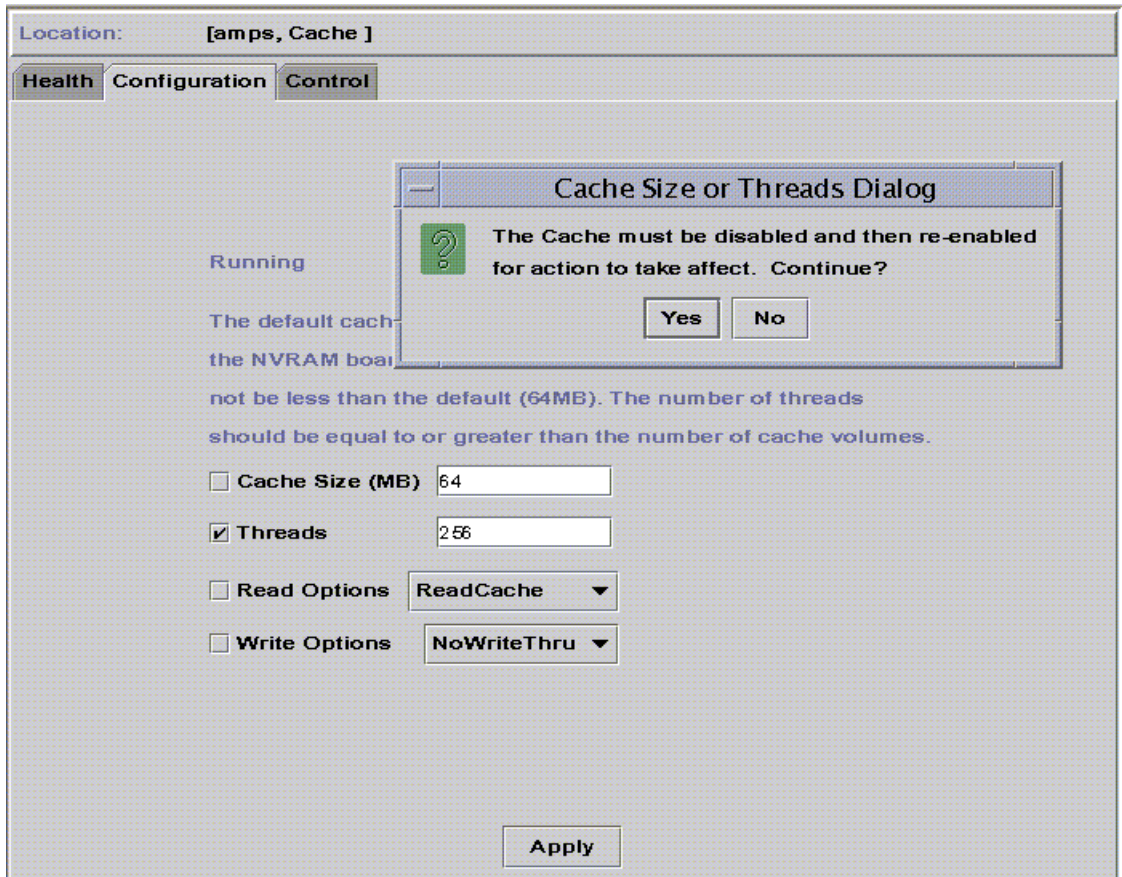 Location: [amps, Cache ]
Health Configuration Control
Cache Size or Threads Dialog
The Cache must be disabled and then re-enabled
for action to take affect. Continue?
Yes No
Running
The default cach
the NVRAM boar
not be less than the default (64MB). The number of threads
should be equal to or greater than the number of cache volumes.
Cache Size (MB) 64
Threads 256
Read Options ReadCache
Write Options NoWriteThru
Apply